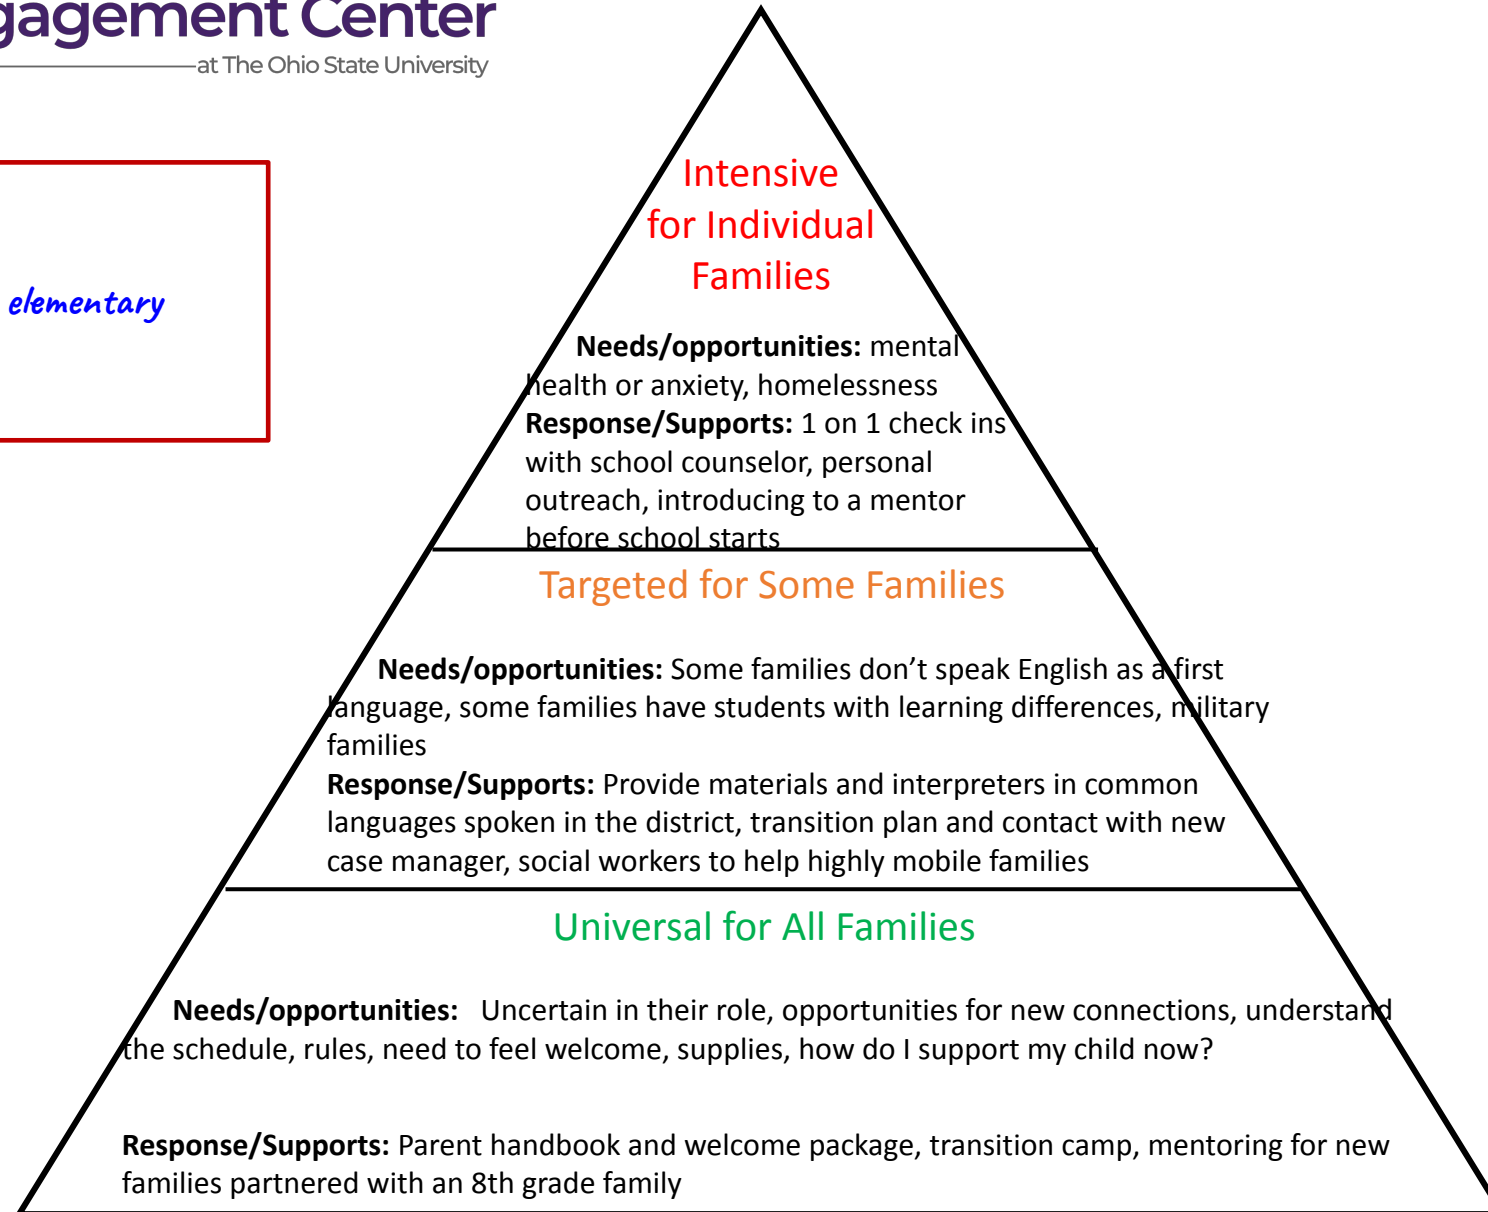 gagement Center
at The Ohio State University
elementary
Intensive
for Individual
Families
Needs/opportunities: mental
health or anxiety, homelessness
Response/Supports: 1 on 1 check ins
with school counselor, personal
outreach, introducing to a mentor
before school starts
Targeted for Some Families
Needs/opportunities: Some families don’t speak English as a first
language, some families have students with learning differences, military
families
Response/Supports: Provide materials and interpreters in common
languages spoken in the district, transition plan and contact with new
case manager, social workers to help highly mobile families
Universal for All Families
Needs/opportunities: Uncertain in their role, opportunities for new connections, understand
the schedule, rules, need to feel welcome, supplies, how do I support my child now?
Response/Supports: Parent handbook and welcome package, transition camp, mentoring for new
families partnered with an 8th grade family